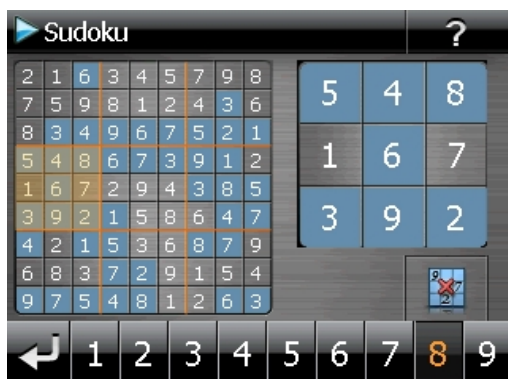 Sudoku ?
2 1 6 3 4 5 7 9 8
7 5 9 8 1 2 4 3 6
8 3 4 9 6 7 5 2 1
5 4 8 6 7 3 9 1 2
1 6 7 2 9 4 3 8 5
3 9 2 1 5 8 6 4 7
4 2 1 5 3 6 8 7 9
6 8 3 7 2 9 1 5 4
9 7 5 4 8 1 2 6 3
5 4 8
1 6 7
3 9 2
9 7
2
1 2 3 4 5 6 7 8 9